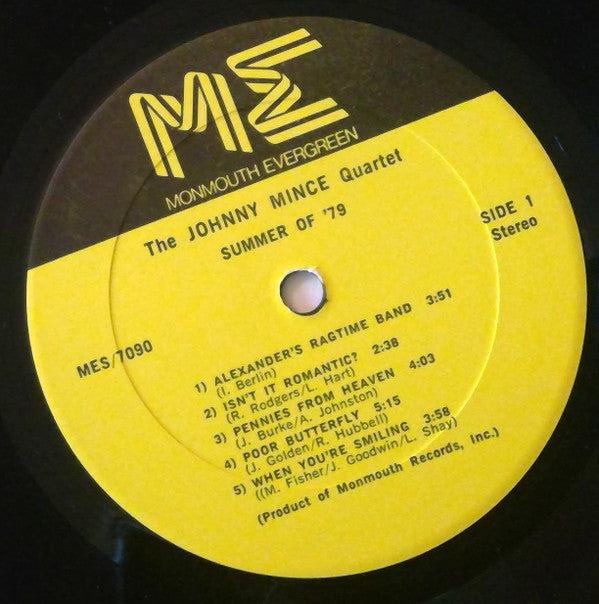 ME
MONMOUTH EVERGREEN
The JOHNNY MINCE Quartet
SUMMER OF '79
SIDE 1
Stereo
MES/7090
1) ALEXANDER'S RAGTIME BAND 3:51
(I. Berlin)
2) ISN'T IT ROMANTIC? 2:38
(R. Rodgers/L. Hart)
3) PENNIES FROM HEAVEN 4:03
(J. Burke/A. Johnston)
4) POOR BUTTERFLY 5:15
(J. Golden/R. Hubbell)
5) WHEN YOU'RE SMILING 3:58
((M. Fisher/J. Goodwin/L. Shay)
(Product of Monmouth Records, Inc.)